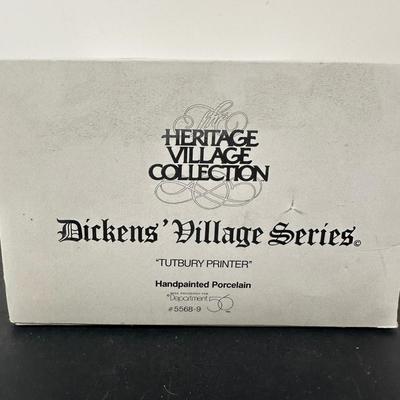 The
HERITAGE
VILLAGE
COLLECTION
Dickens' Village Series©
"TUTBURY PRINTER"
Handpainted Porcelain
Department 56
#5568-9